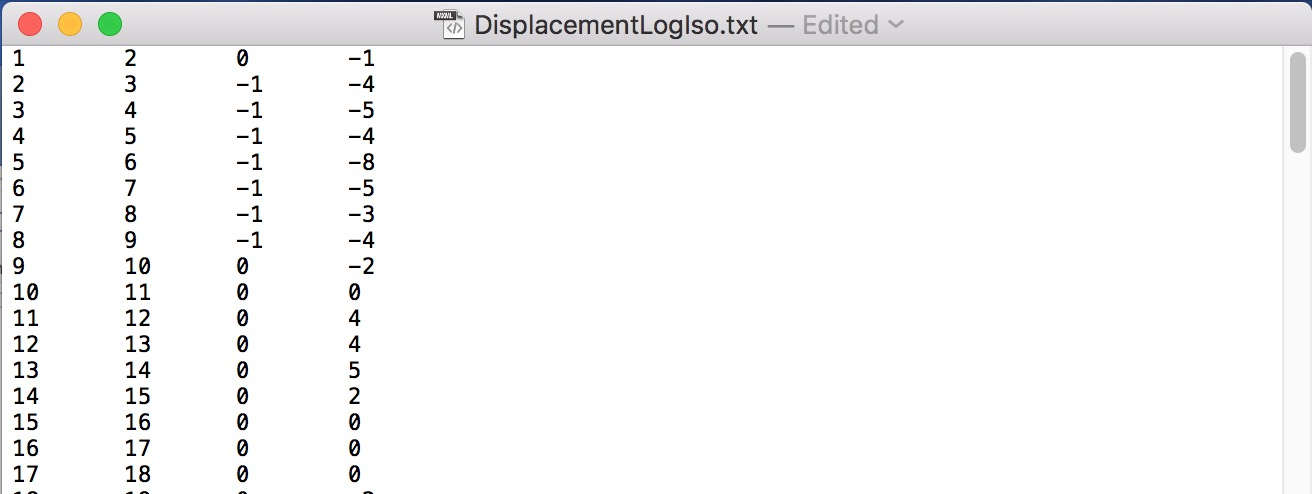 DisplacementLogIso.txt — Edited
1 2 0 -1
2 3 -1 -4
3 4 -1 -5
4 5 -1 -4
5 6 -1 -8
6 7 -1 -5
7 8 -1 -3
8 9 -1 -4
9 10 0 -2
10 11 0 0
11 12 0 4
12 13 0 4
13 14 0 5
14 15 0 2
15 16 0 0
16 17 0 0
17 18 0 0